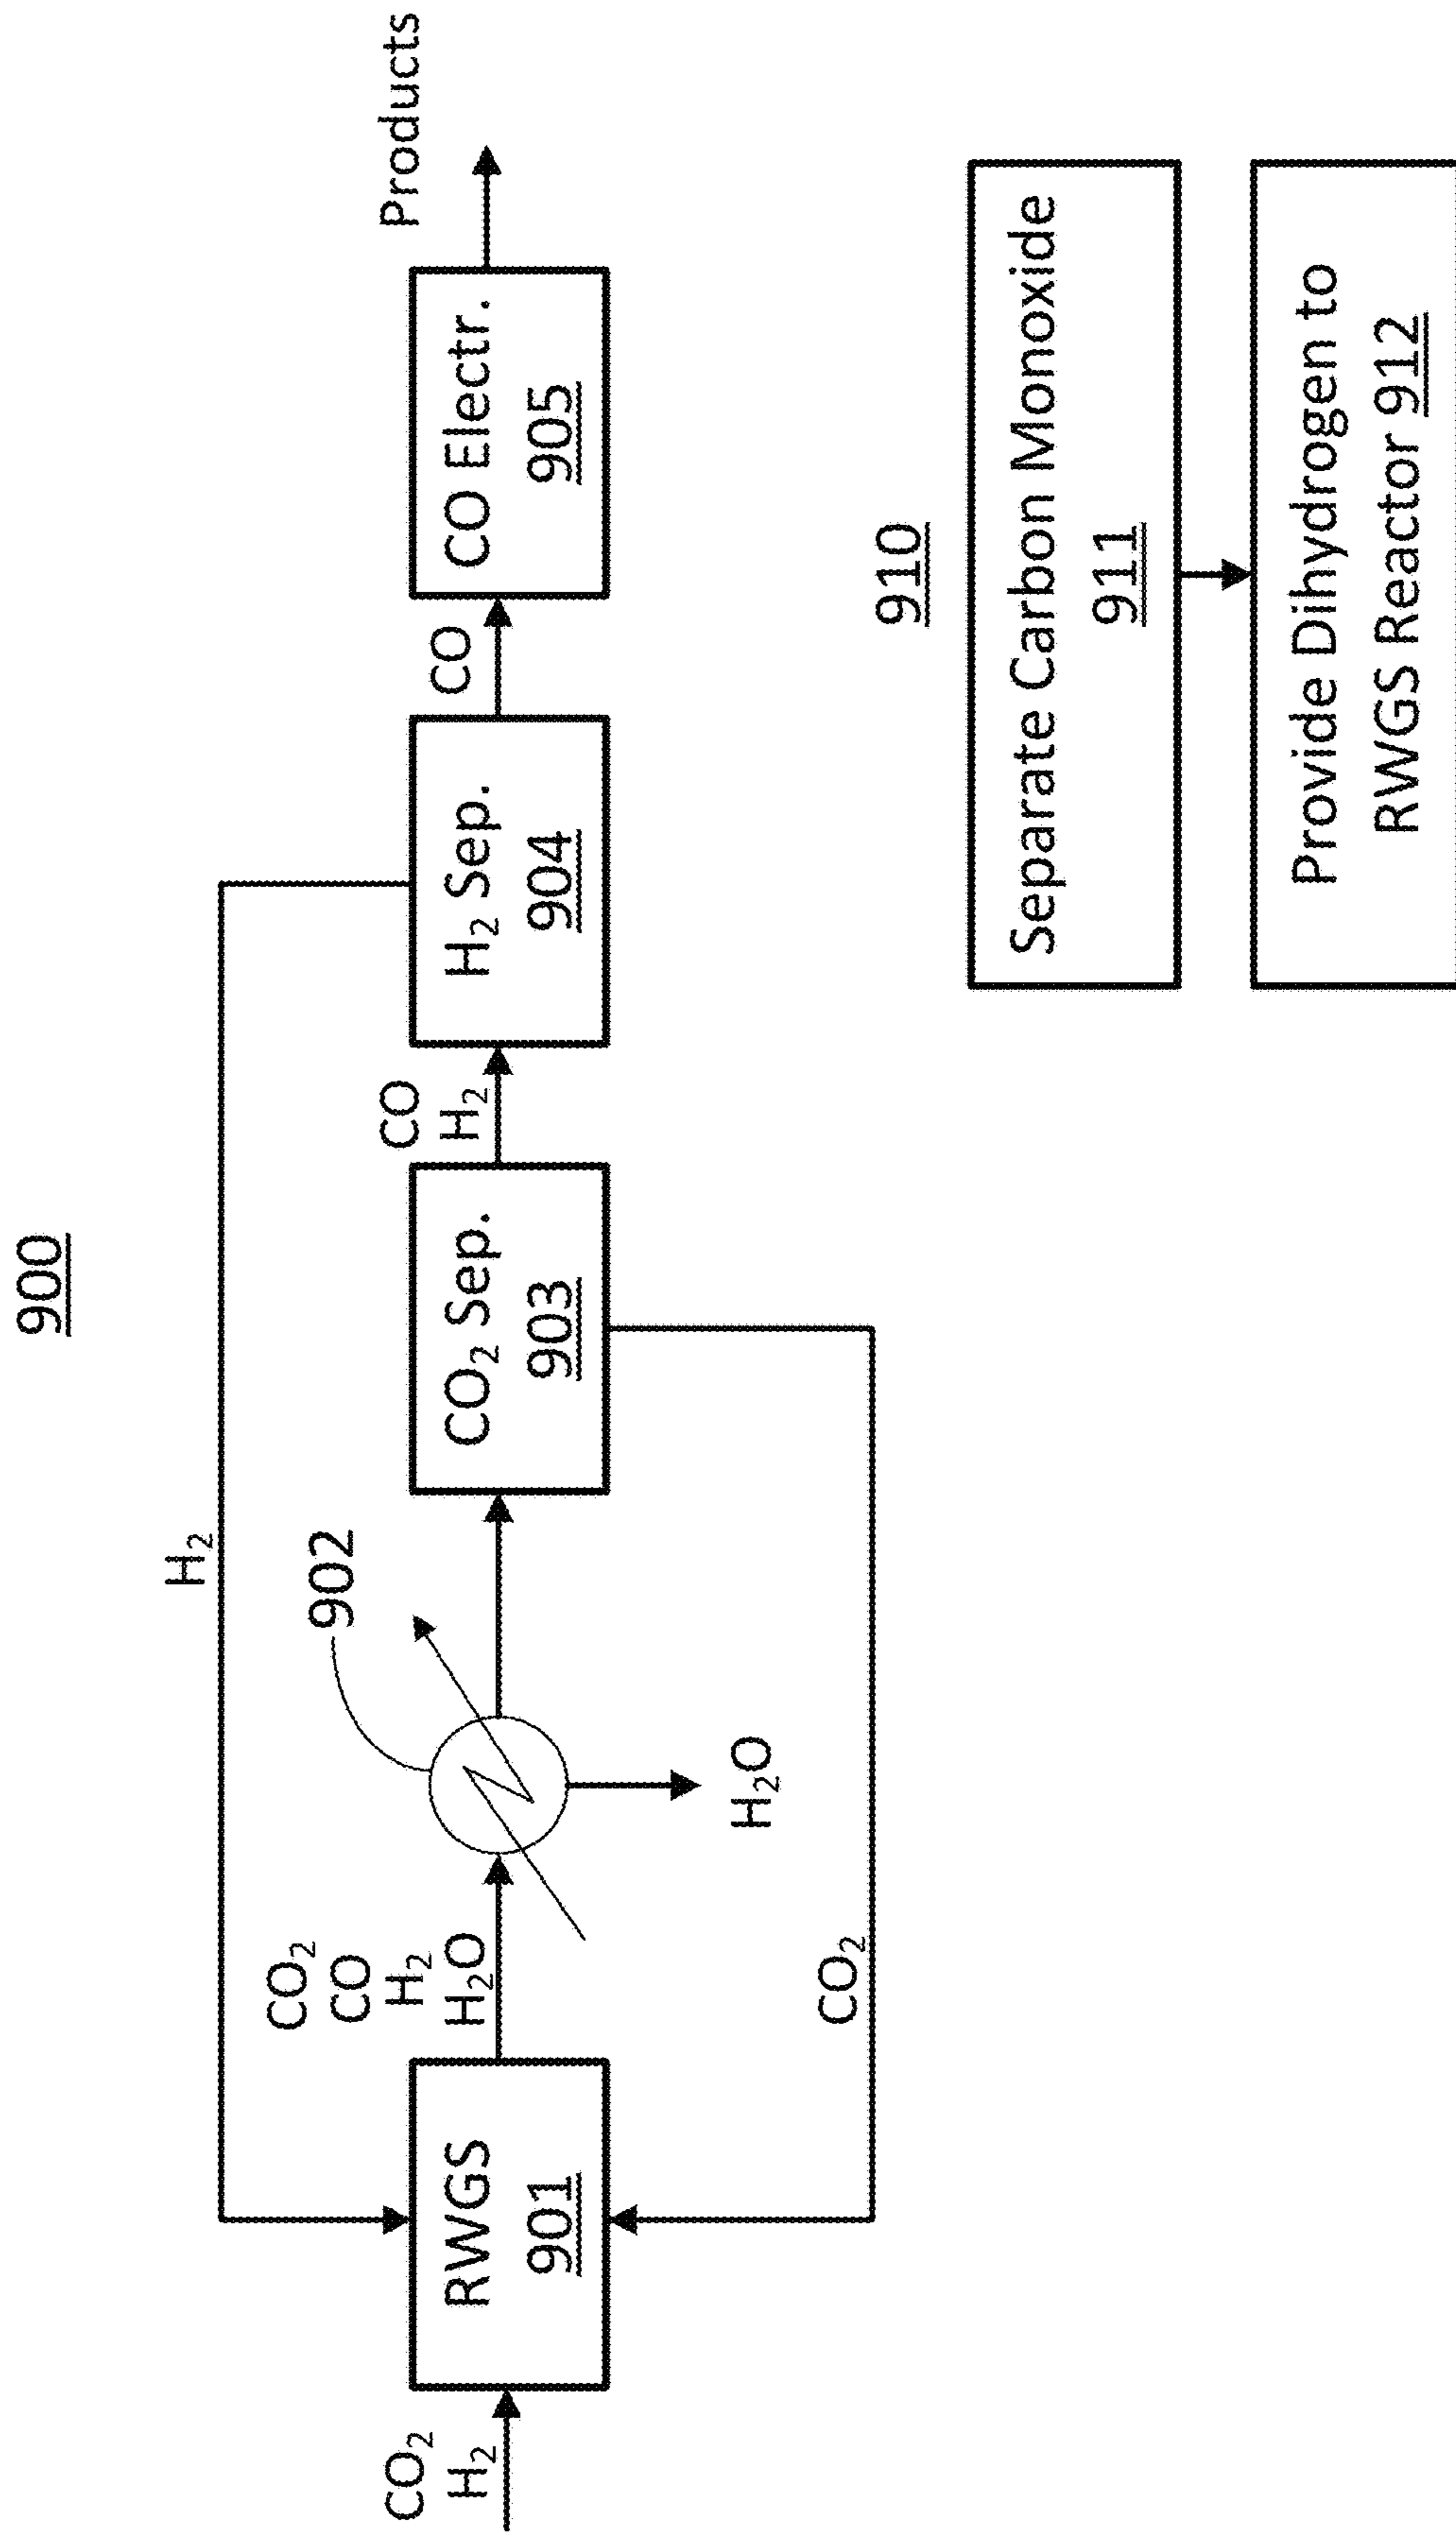 900
H₂
CO₂
H₂
RWGS
901
CO₂
CO
H₂
H₂O
902
H₂O
CO₂
CO₂ Sep.
903
CO
H₂
H₂ Sep.
904
CO
CO Electr.
905
Products
910
Separate Carbon Monoxide
911
Provide Dihydrogen to
RWGS Reactor 912